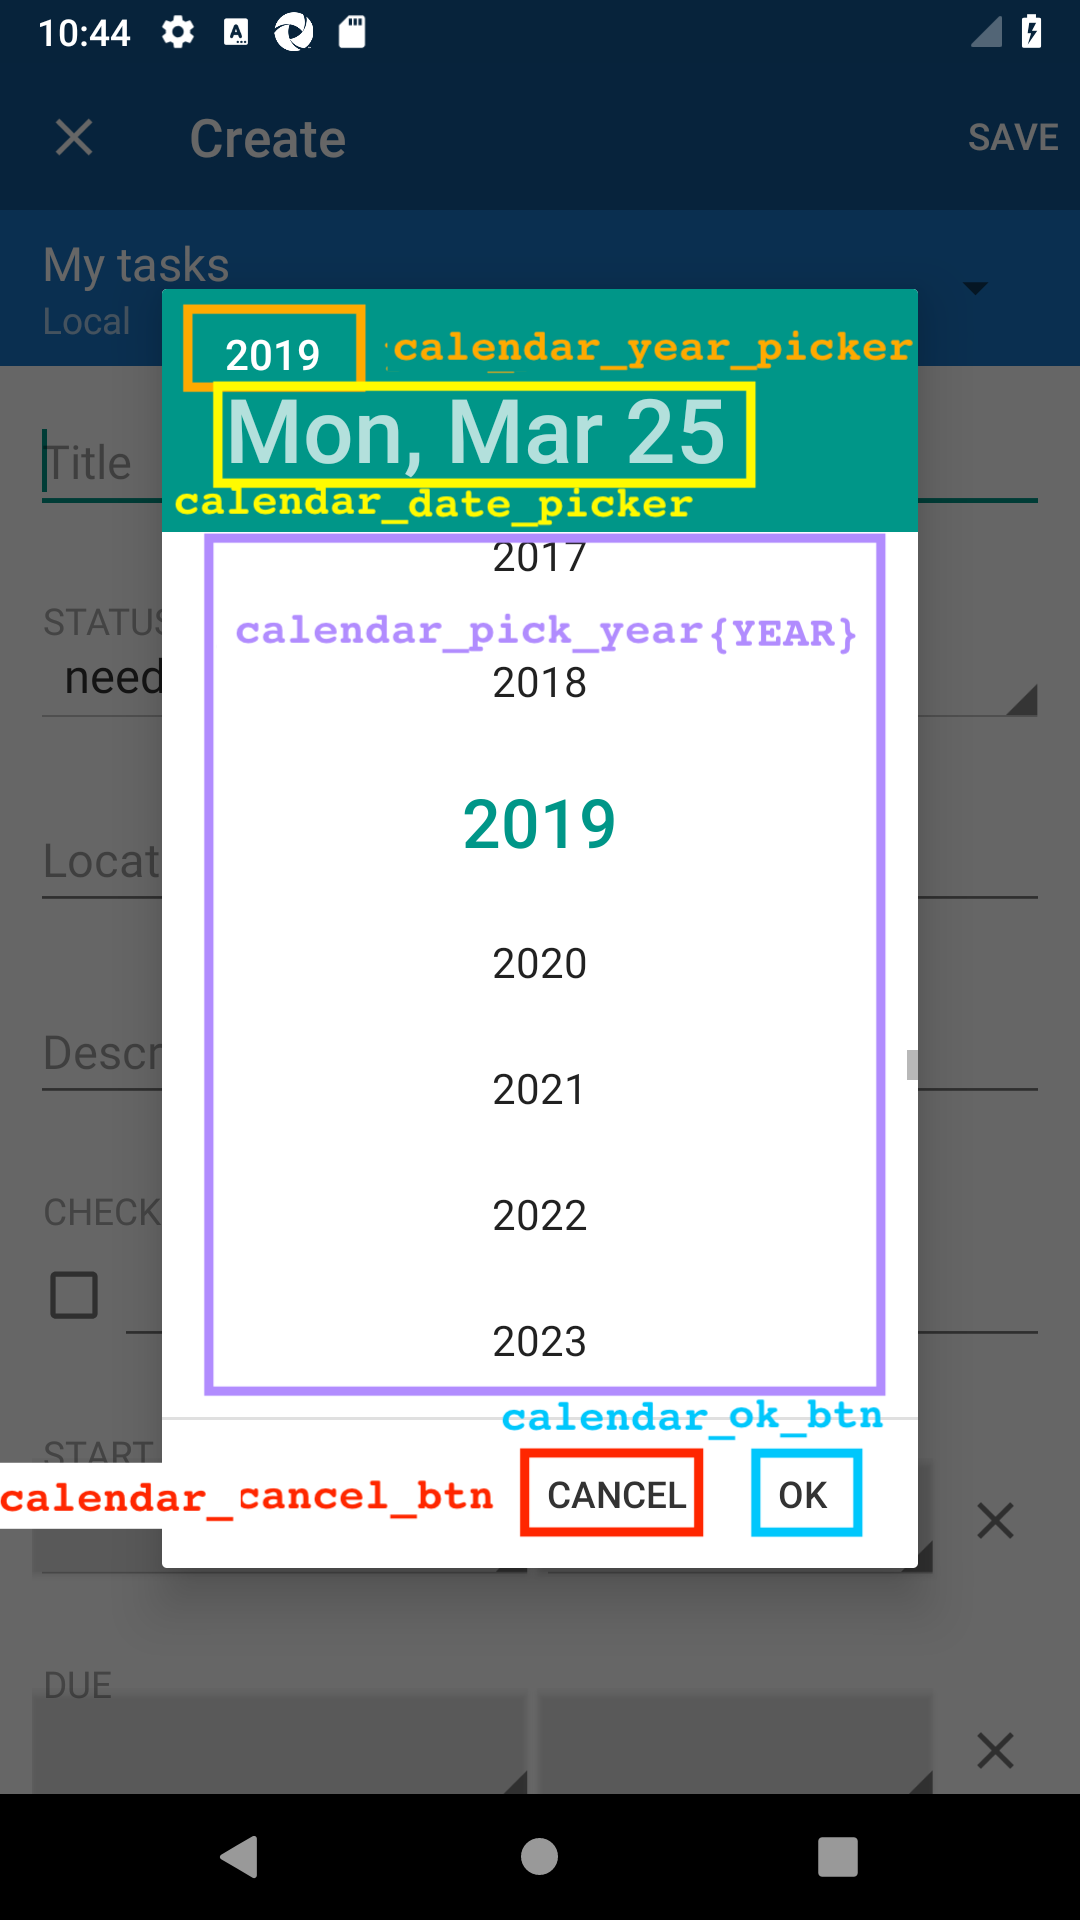 10:44
Create
SAVE
My tasks
Local
2019
calendar_year_picker
Mon, Mar 25
Title
calendar_date_picker
2017
STATUS
calendar_pick_year{YEAR}
need
2018
2019
Locat
2020
Descr
2021
CHECK
2022
2023
calendar_ok_btn
START
calendar_cancel_btn
CANCEL
OK
DUE